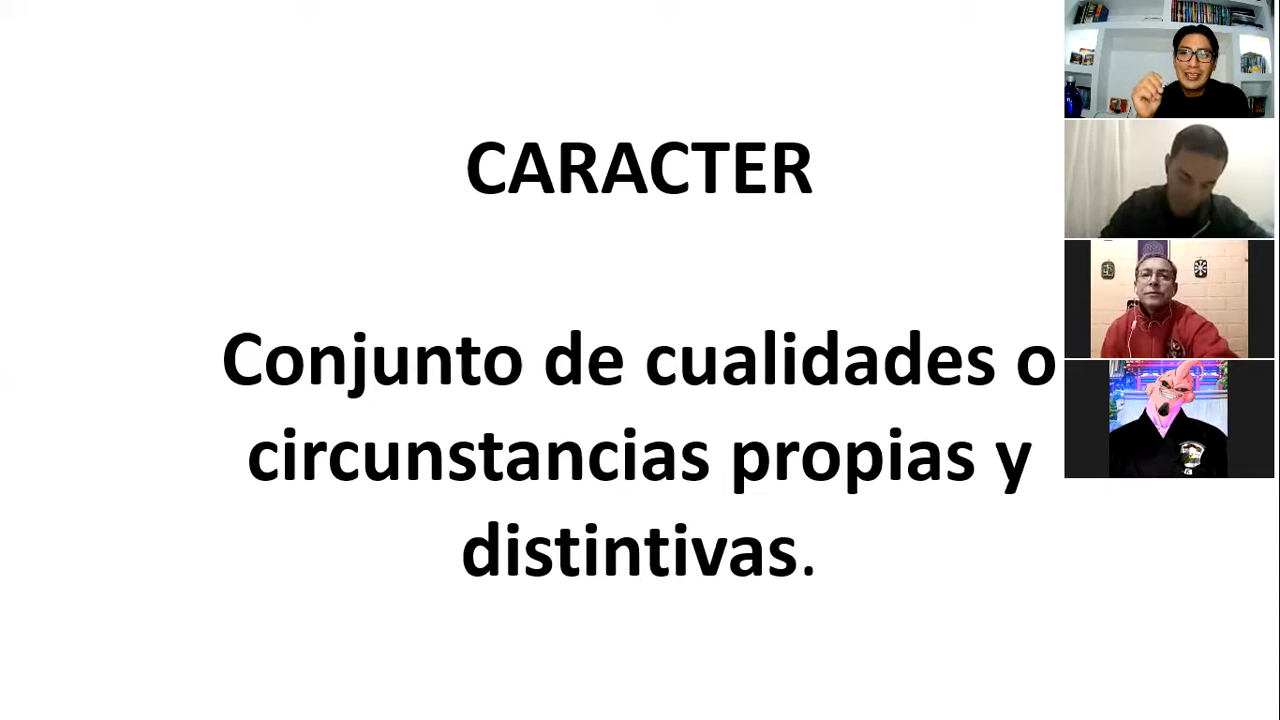 CARACTER
Conjunto de cualidades o
circunstancias propias y
distintivas.